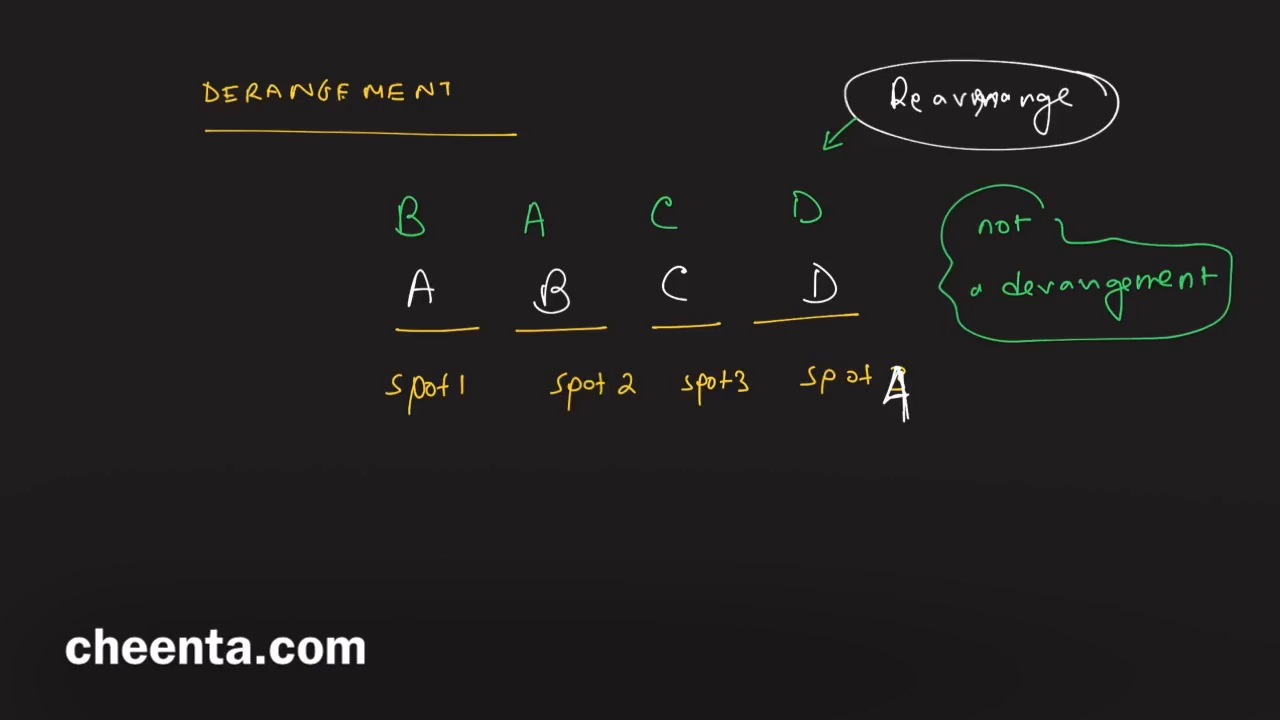 DERANGEMENT
Rearrange
B A C D
not
a derangement
A B C D
spot 1 spot 2 spot 3 spot 4
cheenta.com